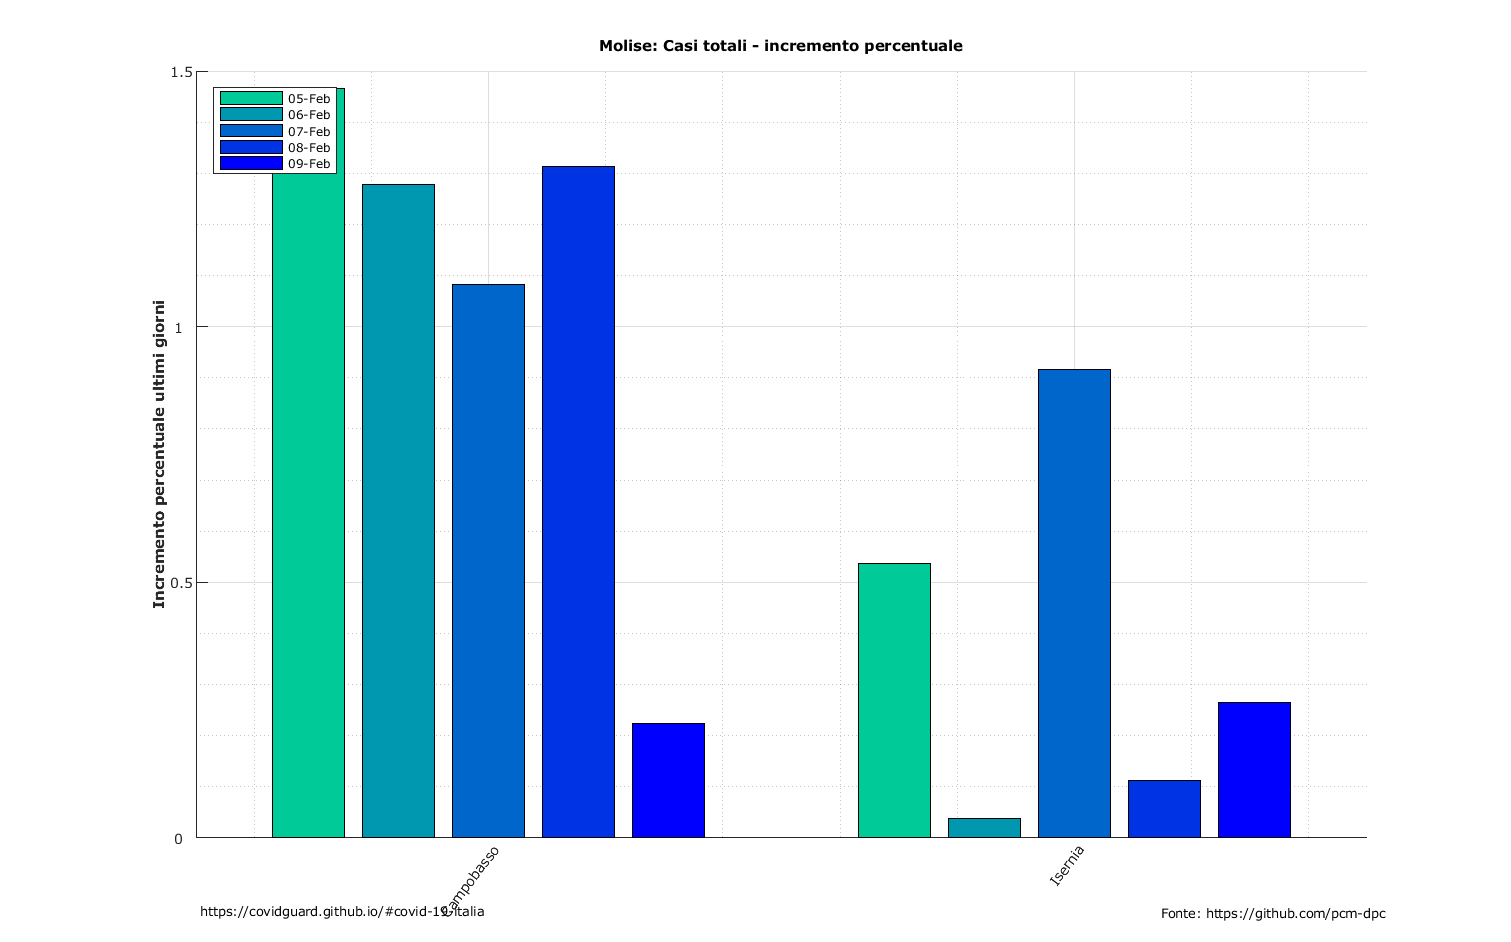 Molise: Casi totali - incremento percentuale
Incremento percentuale ultimi giorni
1.5
1
0.5
0
05-Feb
06-Feb
07-Feb
08-Feb
09-Feb
Campobasso
Isernia
https://covidguard.github.io/#covid-19-italia
Fonte: https://github.com/pcm-dpc